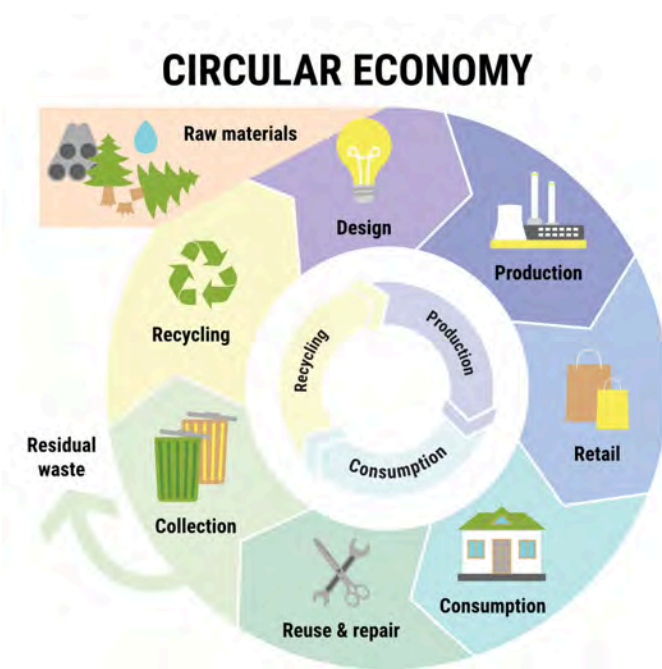 CIRCULAR ECONOMY
Raw materials
Design
Production
Retail
Consumption
Reuse & repair
Collection
Residual
waste
Recycling
Production
Consumption
Recycling